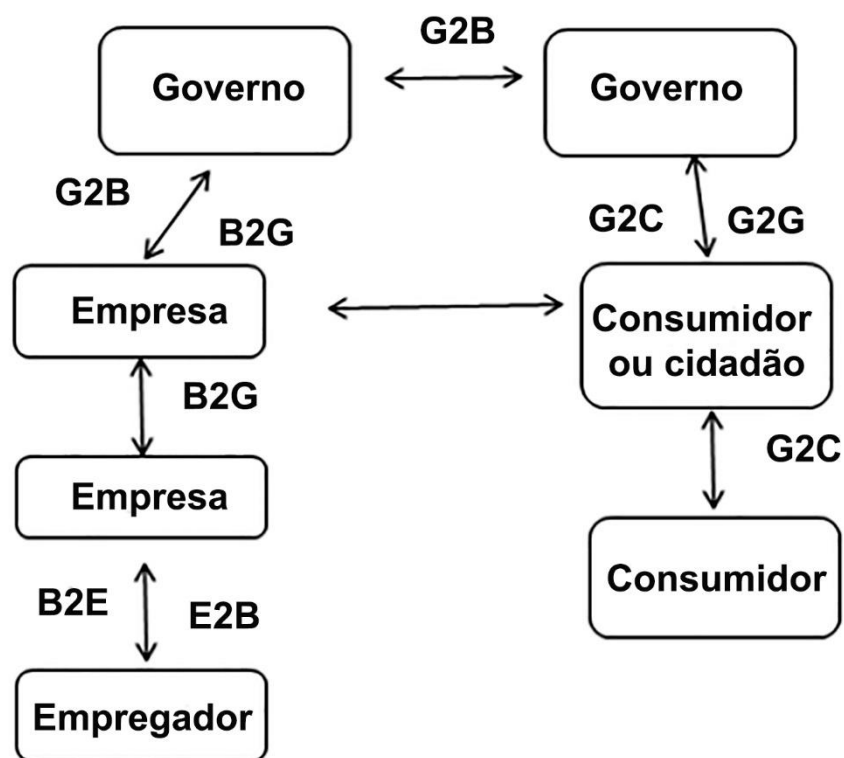 G2B
Governo
Governo
G2B
B2G
G2C
G2G
Empresa
Consumidor
ou cidadão
B2G
G2C
Empresa
Consumidor
B2E
E2B
Empregador